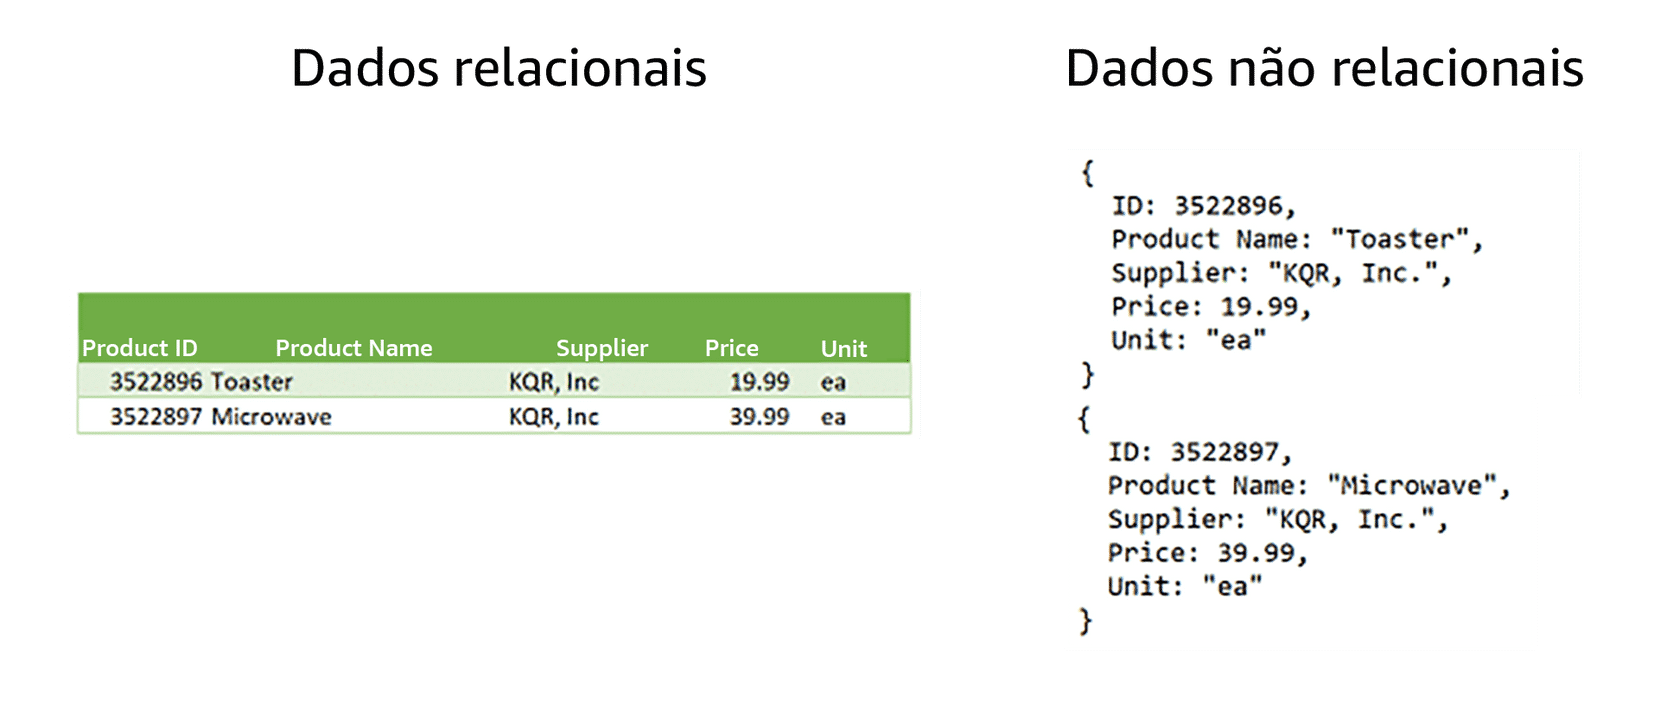 Dados relacionais
Product ID Product Name Supplier Price Unit
3522896 Toaster KQR, Inc 19.99 ea
3522897 Microwave KQR, Inc 39.99 ea
Dados não relacionais
{
ID: 3522896,
Product Name: "Toaster",
Supplier: "KQR, Inc.",
Price: 19.99,
Unit: "ea"
}
{
ID: 3522897,
Product Name: "Microwave",
Supplier: "KQR, Inc.",
Price: 39.99,
Unit: "ea"
}